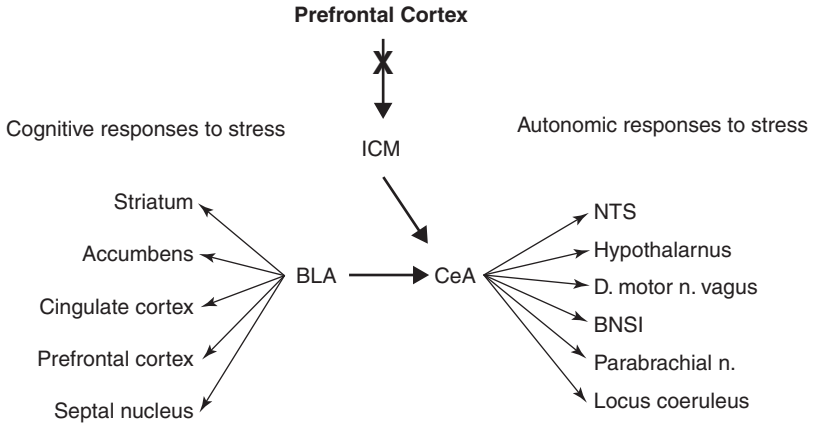 Prefrontal Cortex
X
Cognitive responses to stress
Autonomic responses to stress
ICM
Striatum
Accumbens
Cingulate cortex
Prefrontal cortex
Septal nucleus
BLA
CeA
NTS
Hypothalarnus
D. motor n. vagus
BNSI
Parabrachial n.
Locus coeruleus